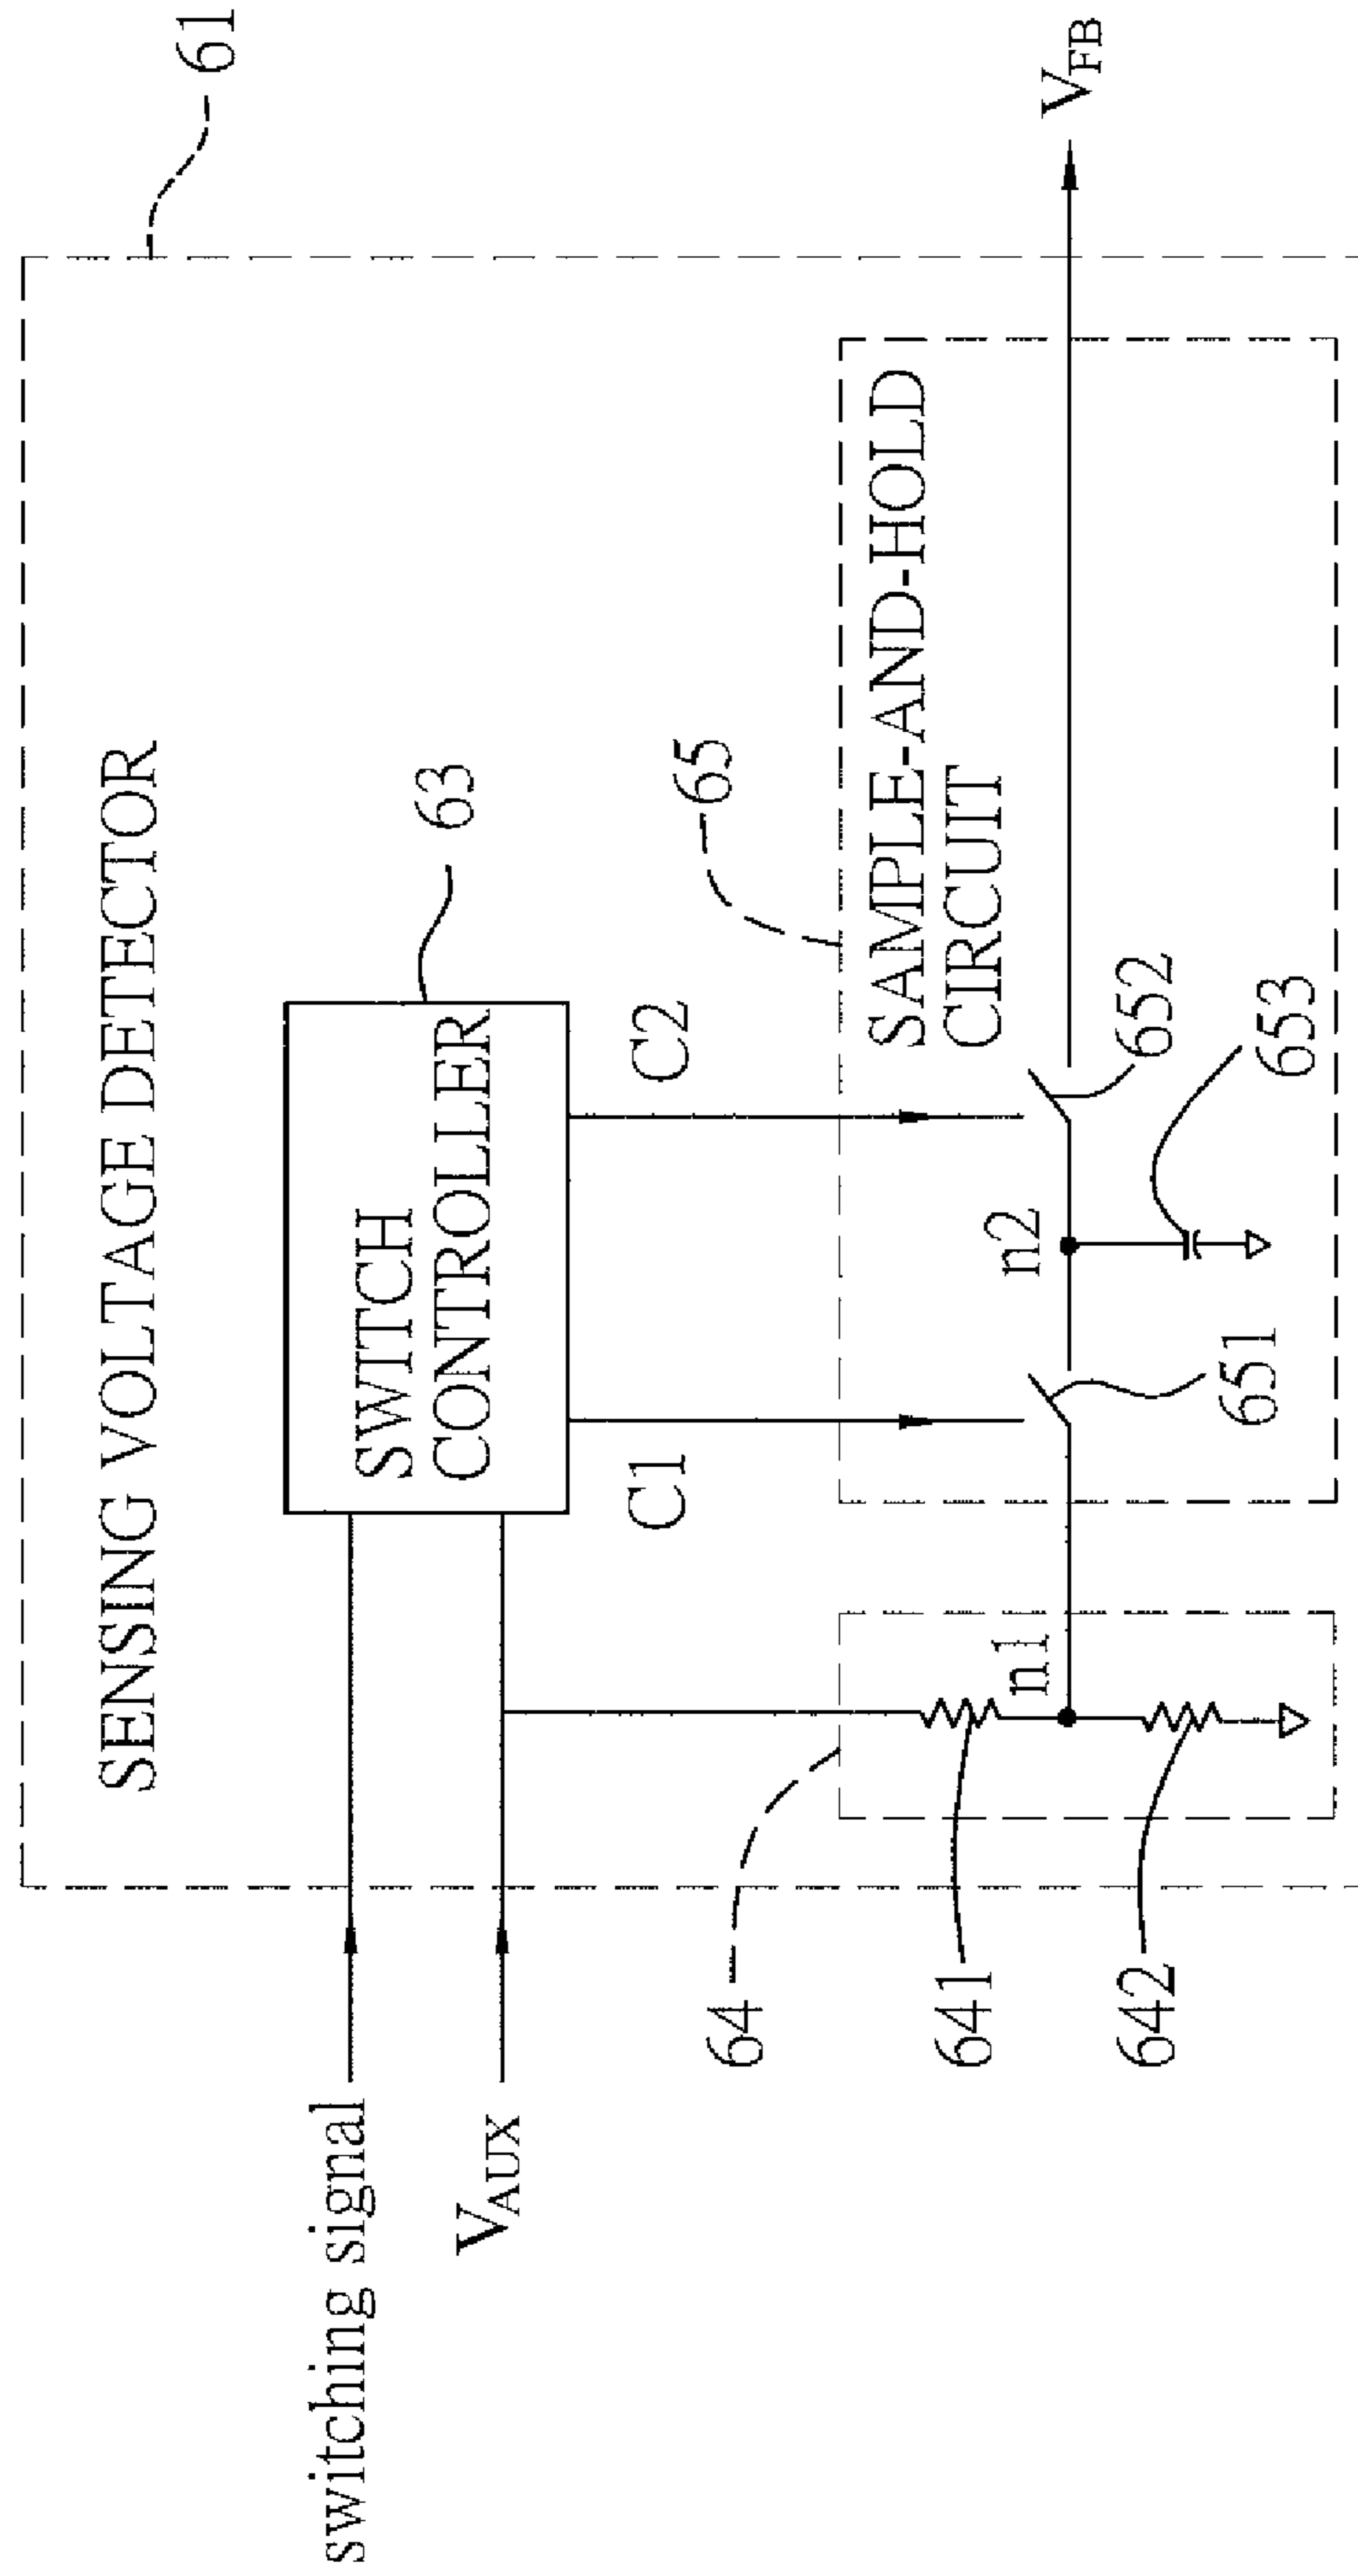 61
SENSING VOLTAGE DETECTOR
switching signal
SWITCH
CONTROLLER
63
VAUX
C1
C2
65
64
SAMPLE-AND-HOLD
CIRCUIT
641
n1
n2
VFB
642
651
652
653